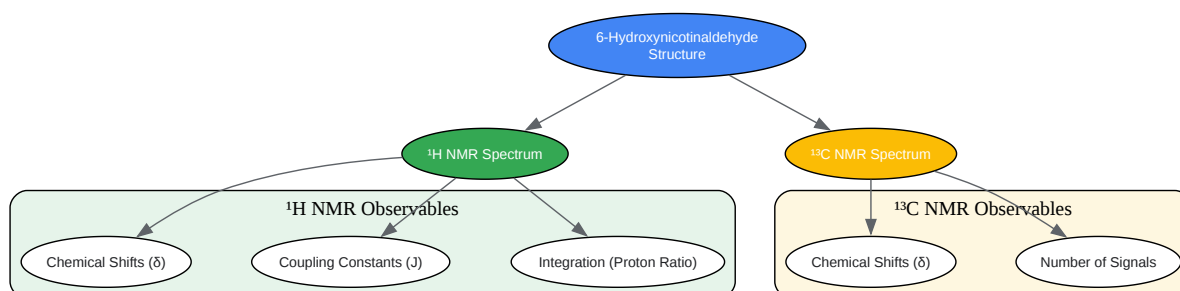 6-Hydroxynicotinaldehyde
Structure
¹H NMR Spectrum
¹³C NMR Spectrum
¹H NMR Observables
¹³C NMR Observables
Chemical Shifts (δ)
Coupling Constants (J)
Integration (Proton Ratio)
Chemical Shifts (δ)
Number of Signals